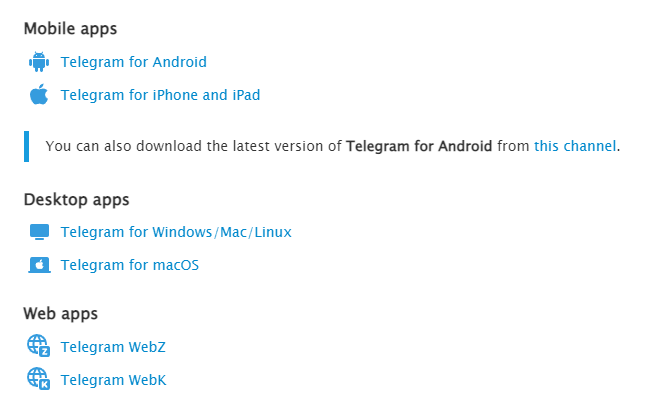 Mobile apps
Telegram for Android
Telegram for iPhone and iPad
You can also download the latest version of Telegram for Android from this channel.
Desktop apps
Telegram for Windows/Mac/Linux
Telegram for macOS
Web apps
Z
Telegram WebZ
K
Telegram WebK